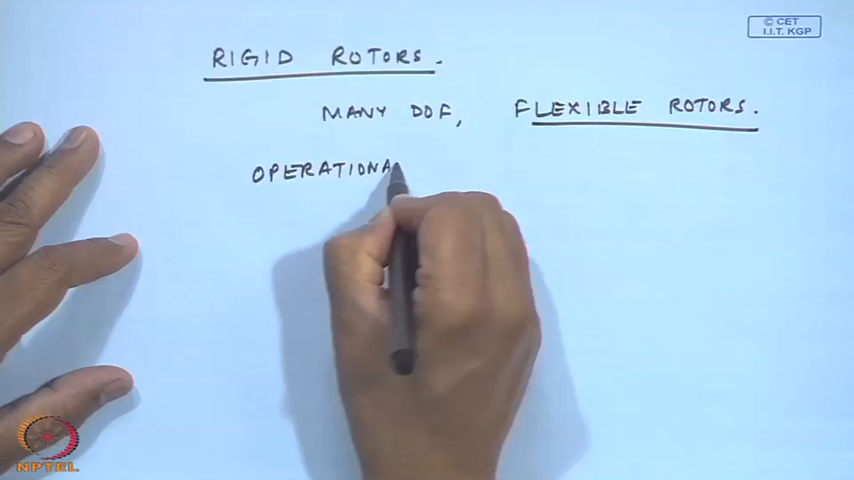 © CET
I.I.T. KGP
RIGID ROTORS.
MANY DOF, FLEXIBLE ROTORS.
OPERATIONA
NPTEL